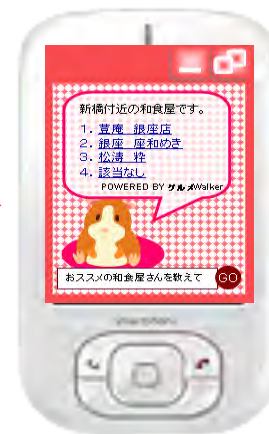 新橋付近の和食屋です。
1. 萱庵 銀座店
2. 銀座 座和めき
3. 松濤 粋
4. 該当なし
POWERED BY グルメWalker
おススメの和食屋さんを教えて
GO